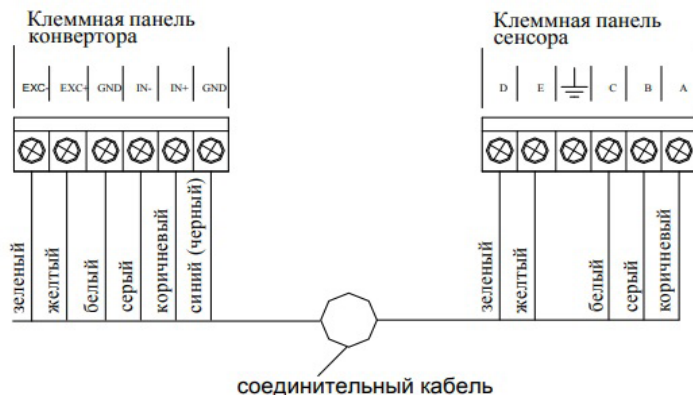 Клеммная панель
конвертора
Клеммная панель
сенсора
EXC- EXC+ GND IN- IN+ GND
D E C B A
зеленый
желтый
белый
серый
коричневый
синий (черный)
зеленый
желтый
белый
серый
коричневый
соединительный кабель